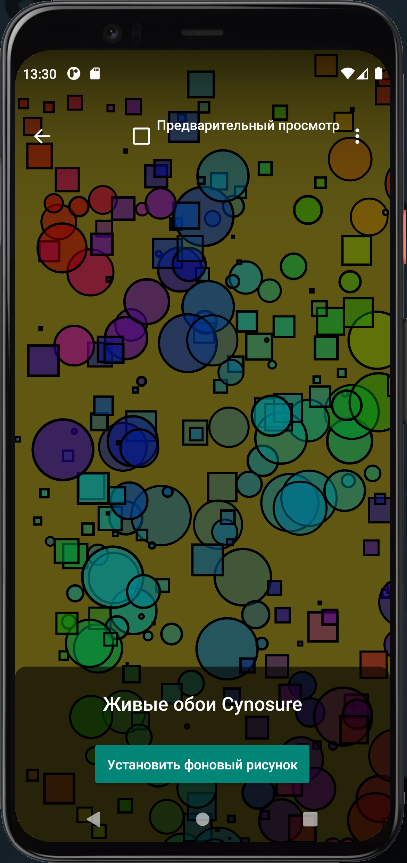 13:30
Предварительный просмотр
Живые обои Cynosure
Установить фоновый рисунок